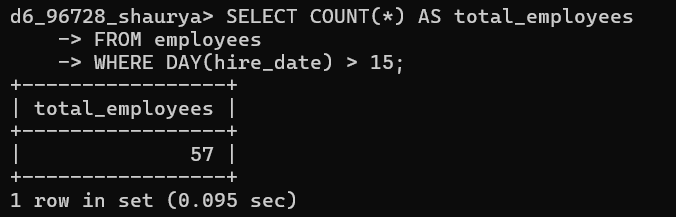 d6_96728_shaurya> SELECT COUNT(*) AS total_employees
    -> FROM employees
    -> WHERE DAY(hire_date) > 15;
+-----------------+
| total_employees |
+-----------------+
|              57 |
+-----------------+
1 row in set (0.095 sec)